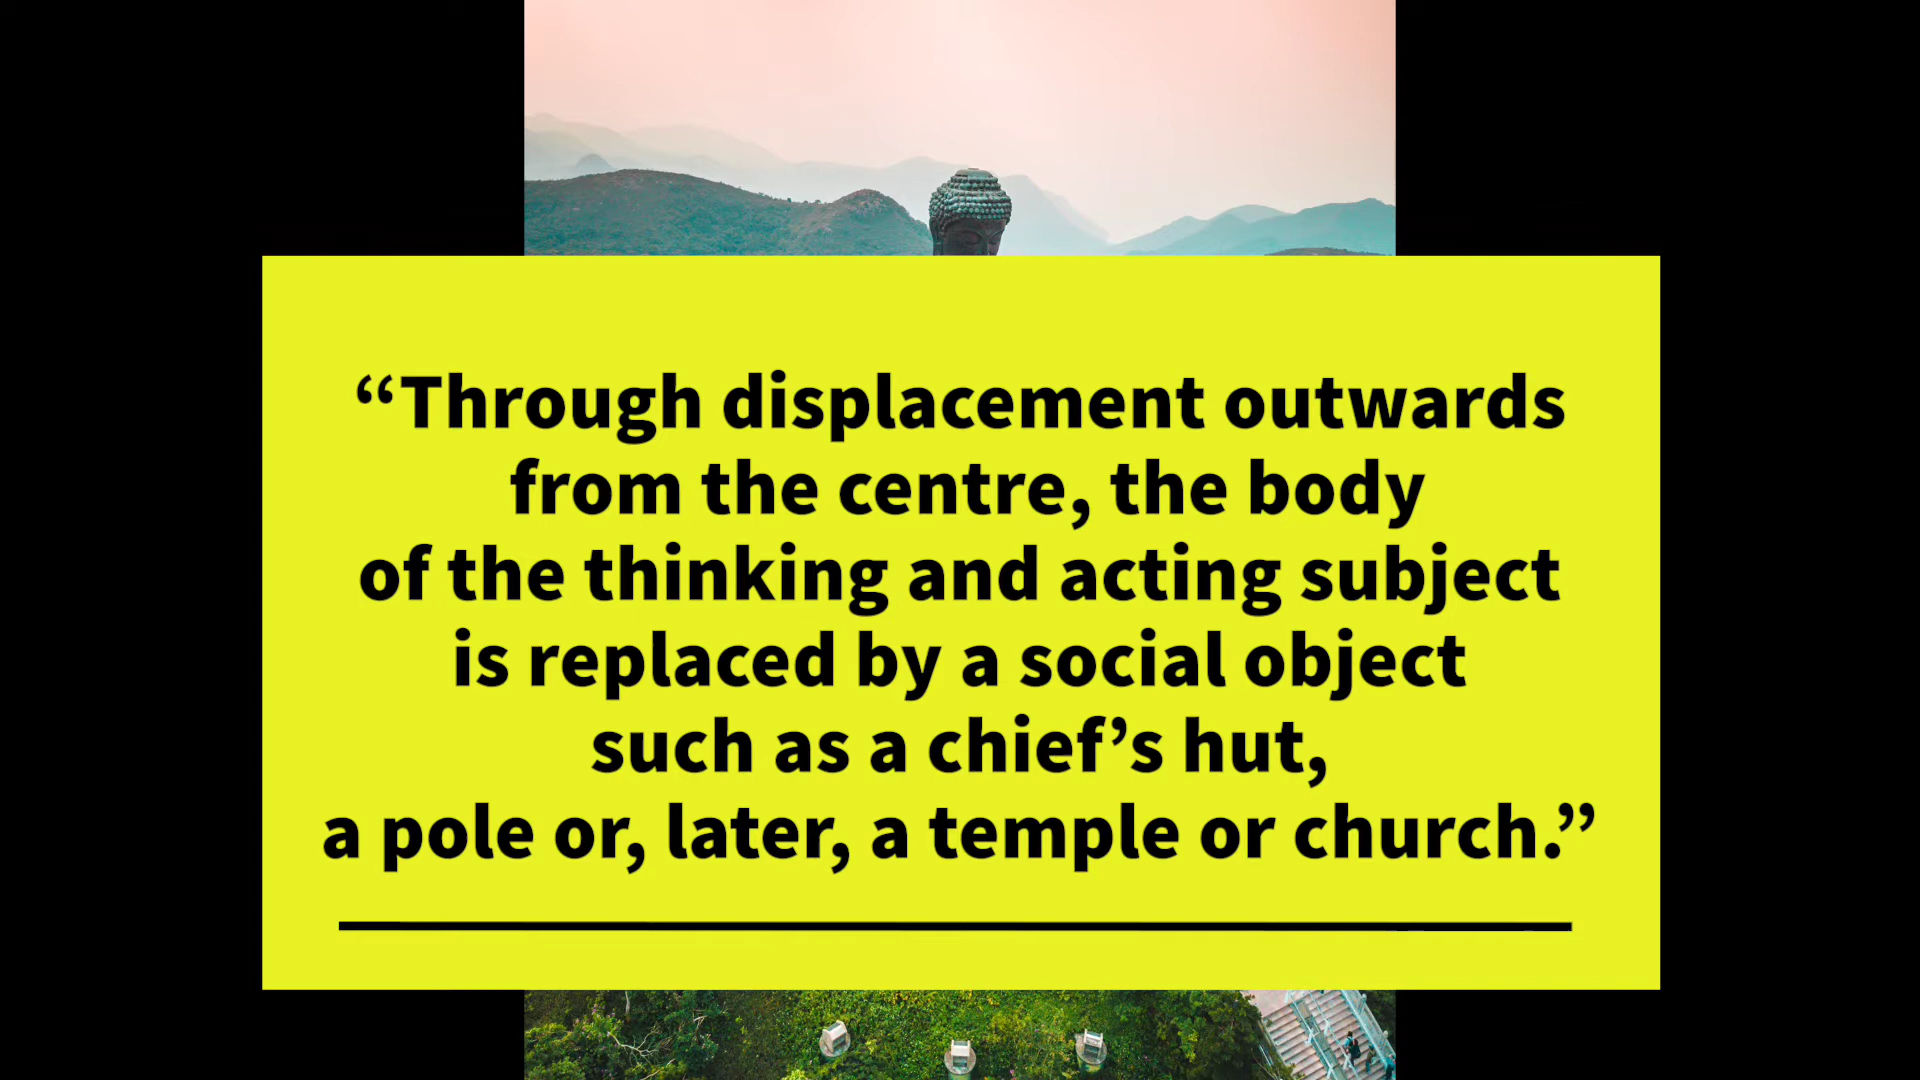 “Through displacement outwards
from the centre, the body
of the thinking and acting subject
is replaced by a social object
such as a chief’s hut,
a pole or, later, a temple or church.”